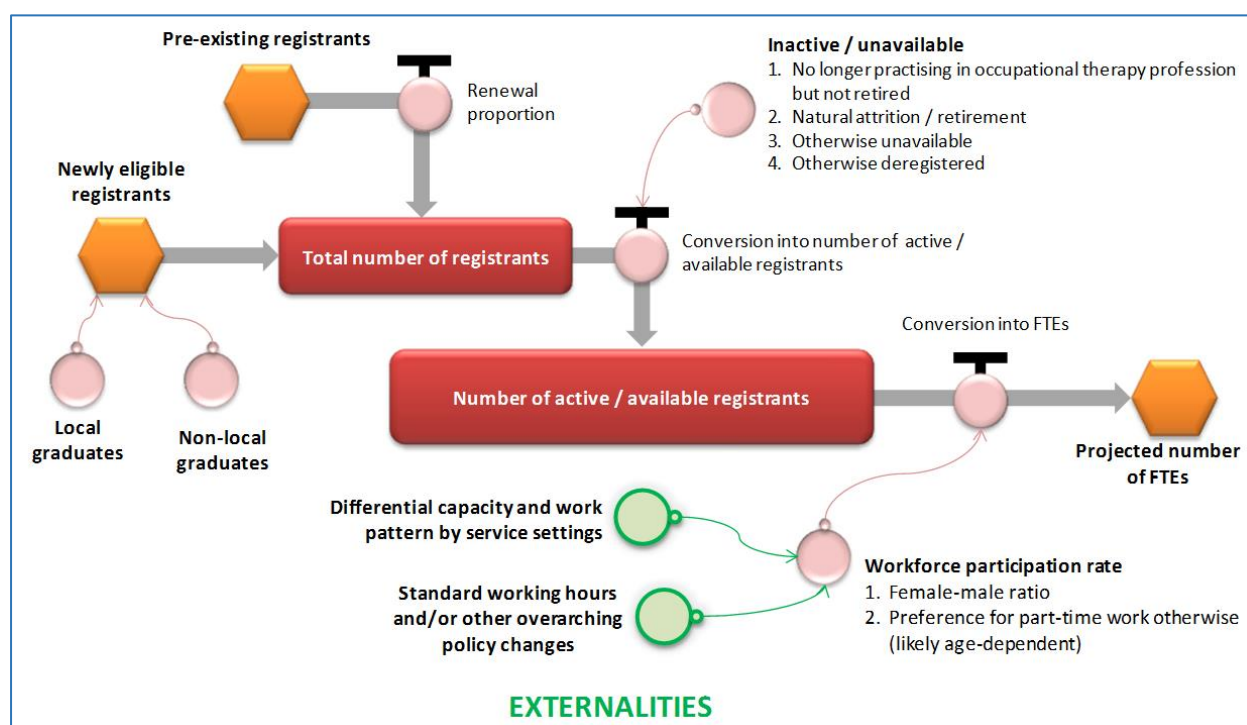 Pre-existing registrants
Renewal
proportion
Inactive / unavailable
1. No longer practising in occupational therapy profession
but not retired
2. Natural attrition / retirement
3. Otherwise unavailable
4. Otherwise deregistered
Newly eligible
registrants
Total number of registrants
Conversion into number of active /
available registrants
Local
graduates
Non-local
graduates
Number of active / available registrants
Conversion into FTEs
Projected number
of FTEs
Differential capacity and work
pattern by service settings
Standard working hours
and/or other overarching
policy changes
Workforce participation rate
1. Female-male ratio
2. Preference for part-time work otherwise
(likely age-dependent)
EXTERNALITIES